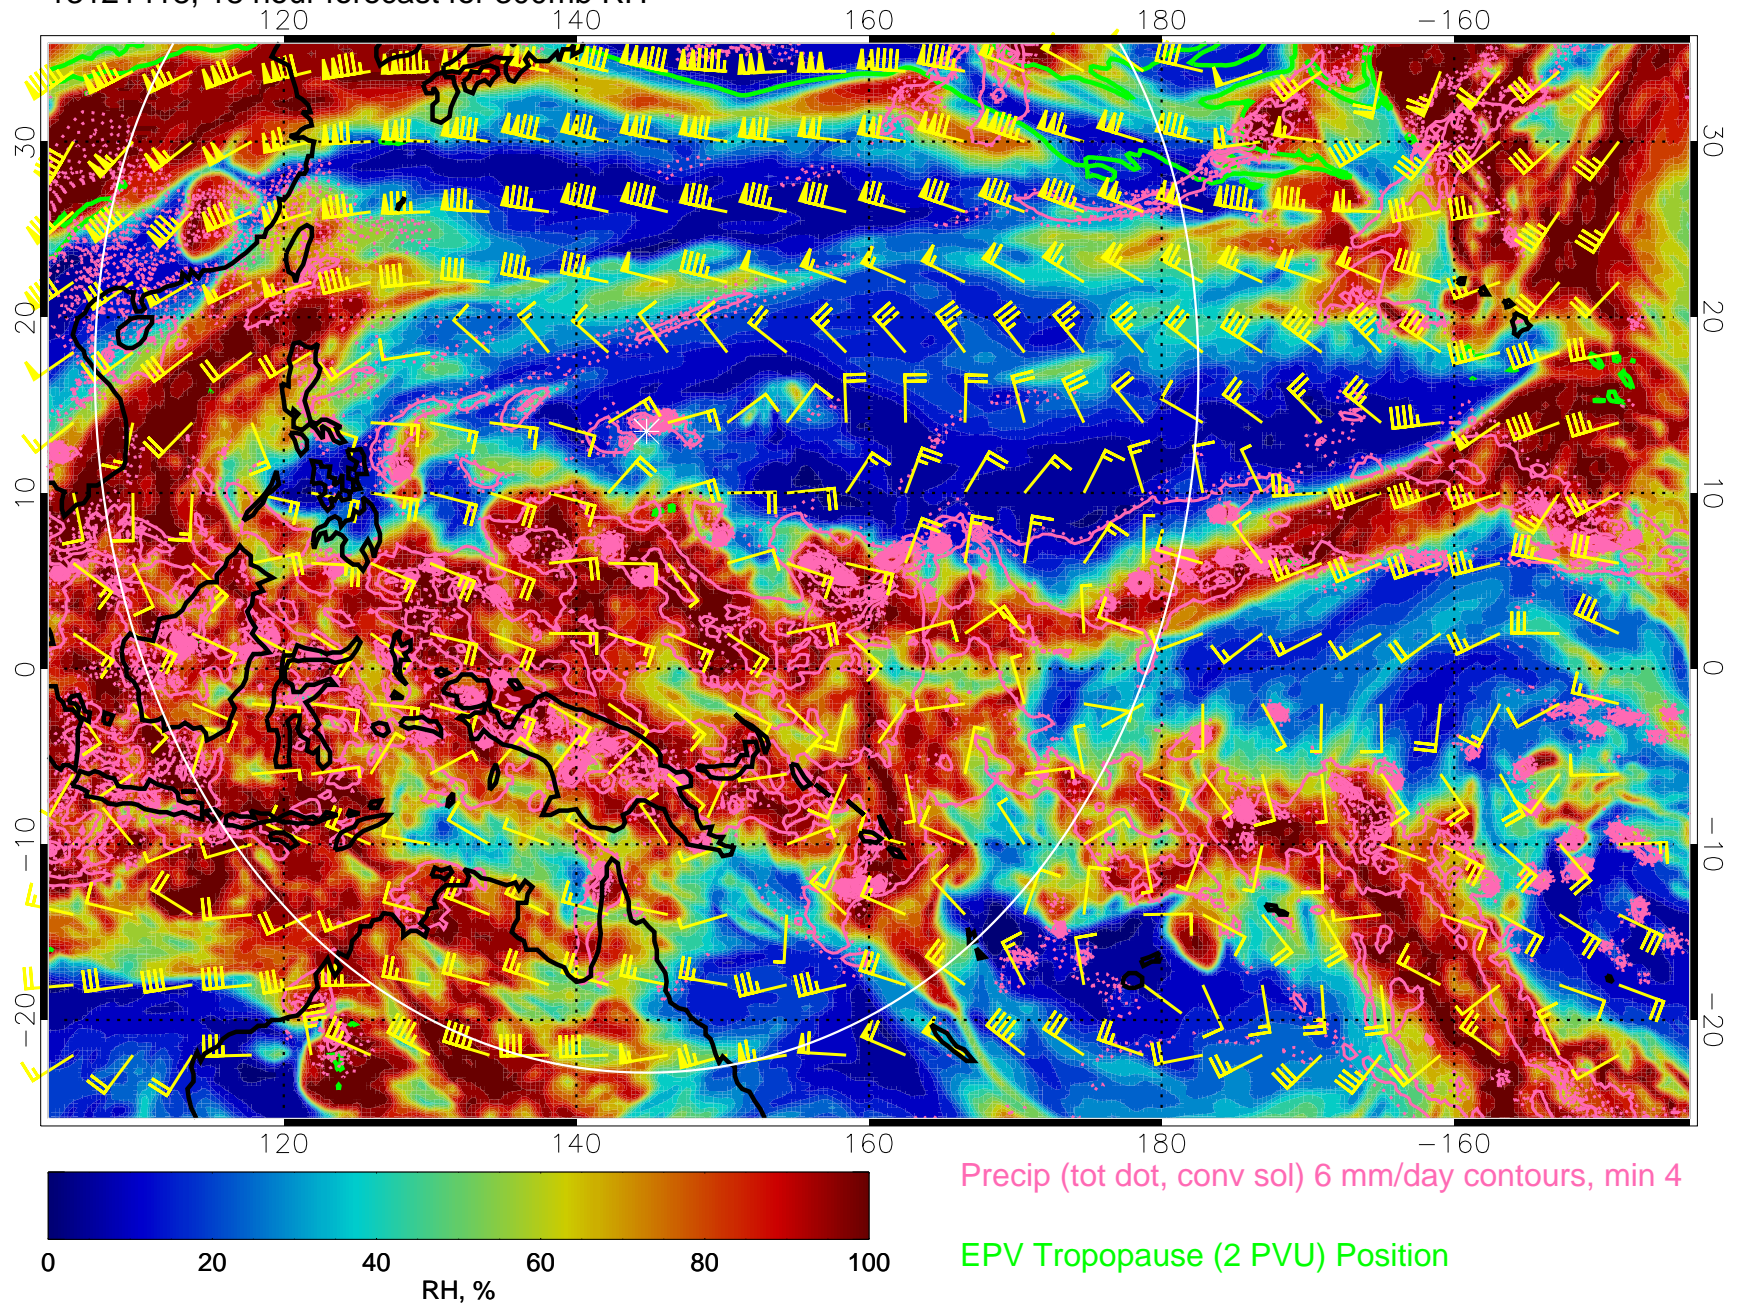 120 140 160 180 −160
30 30
20 20
10 10
0 0
−10 −10
−20 −20
120 140 160 180 −160
Precip (tot dot, conv sol) 6 mm/day contours, min 4
EPV Tropopause (2 PVU) Position
0 20 40 60 80 100
RH, %